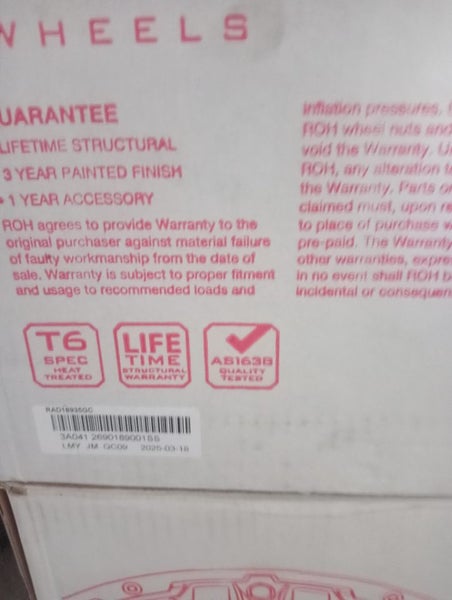 WHEELS
UARANTEE
LIFETIME STRUCTURAL
3 YEAR PAINTED FINISH
• 1 YEAR ACCESSORY
ROH agrees to provide Warranty to the
original purchaser against material failure
of faulty workmanship from the date of
sale. Warranty is subject to proper fitment
and usage to recommended loads and
Inflation pressures.
ROH wheel nuts and
void the Warranty. U
ROH, any alteration t
the Warranty. Parts o
claimed must, upon re
to place of purchase w
pre-paid. The Warranty
other warranties, expre
In no event shall ROH b
Incidental or consequen
T6
SPEC
HEAT
TREATED
LIFE
TIME
STRUCTURAL
WARRANTY
AS1638
QUALITY
TESTED
3A041 2690189001SS
LMY JM QC09 2025-03-18